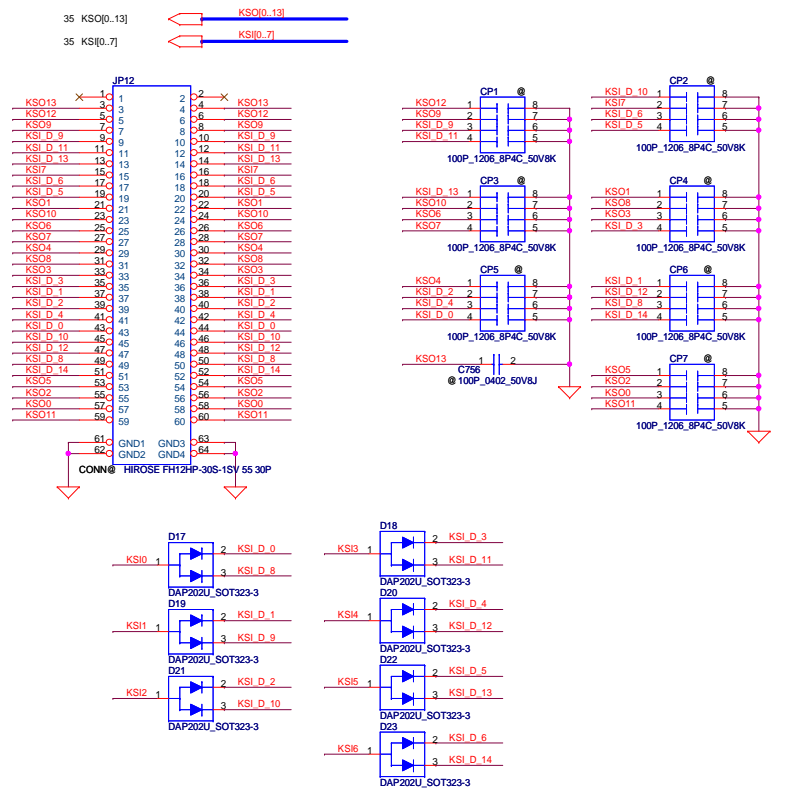 35 KSO[0..13] KSO[0..13]
35 KSI[0..7] KSI[0..7]
JP12
1 1 2 2
KSO13 3 3 4 4 KSO13
KSO12 5 5 6 6 KSO12
KSO9 7 7 8 8 KSO9
KSI_D_9 9 9 10 10 KSI_D_9
KSI_D_11 11 11 12 12 KSI_D_11
KSI_D_13 13 13 14 14 KSI_D_13
KSI7 15 15 16 16 KSI7
KSI_D_6 17 17 18 18 KSI_D_6
KSI_D_5 19 19 20 20 KSI_D_5
KSO1 21 21 22 22 KSO1
KSO10 23 23 24 24 KSO10
KSO6 25 25 26 26 KSO6
KSO7 27 27 28 28 KSO7
KSO4 29 29 30 30 KSO4
KSO8 31 31 32 32 KSO8
KSO3 33 33 34 34 KSO3
KSI_D_3 35 35 36 36 KSI_D_3
KSI_D_1 37 37 38 38 KSI_D_1
KSI_D_2 39 39 40 40 KSI_D_2
KSI_D_4 41 41 42 42 KSI_D_4
KSI_D_0 43 43 44 44 KSI_D_0
KSI_D_10 45 45 46 46 KSI_D_10
KSI_D_12 47 47 48 48 KSI_D_12
KSI_D_8 49 49 50 50 KSI_D_8
KSI_D_14 51 51 52 52 KSI_D_14
KSO5 53 53 54 54 KSO5
KSO2 55 55 56 56 KSO2
KSO0 57 57 58 58 KSO0
KSO11 59 59 60 60 KSO11
61 GND1 GND3 63
62 GND2 GND4 64
CONN@ HIROSE FH12HP-30S-1SV 55 30P
CP1 @
KSO12 1 8
KSO9 2 7
KSI_D_9 3 6
KSI_D_11 4 5
100P_1206_8P4C_50V8K
CP2 @
KSI_D_10 1 8
KSI7 2 7
KSI_D_6 3 6
KSI_D_5 4 5
100P_1206_8P4C_50V8K
CP3 @
KSI_D_13 1 8
KSO10 2 7
KSO6 3 6
KSO7 4 5
100P_1206_8P4C_50V8K
CP4 @
KSO1 1 8
KSO8 2 7
KSO3 3 6
KSI_D_3 4 5
100P_1206_8P4C_50V8K
CP5 @
KSO4 1 8
KSI_D_2 2 7
KSI_D_4 3 6
KSI_D_0 4 5
100P_1206_8P4C_50V8K
CP6 @
KSI_D_1 1 8
KSI_D_12 2 7
KSI_D_8 3 6
KSI_D_14 4 5
100P_1206_8P4C_50V8K
KSO13 1 2
C756
@ 100P_0402_50V8J
CP7 @
KSO5 1 8
KSO2 2 7
KSO0 3 6
KSO11 4 5
100P_1206_8P4C_50V8K
D17
2 KSI_D_0
KSI0 1
3 KSI_D_8
DAP202U_SOT323-3
D18
2 KSI_D_3
KSI3 1
3 KSI_D_11
DAP202U_SOT323-3
D19
2 KSI_D_1
KSI1 1
3 KSI_D_9
DAP202U_SOT323-3
D20
2 KSI_D_4
KSI4 1
3 KSI_D_12
DAP202U_SOT323-3
D21
2 KSI_D_2
KSI2 1
3 KSI_D_10
DAP202U_SOT323-3
D22
2 KSI_D_5
KSI5 1
3 KSI_D_13
DAP202U_SOT323-3
D23
2 KSI_D_6
KSI6 1
3 KSI_D_14
DAP202U_SOT323-3